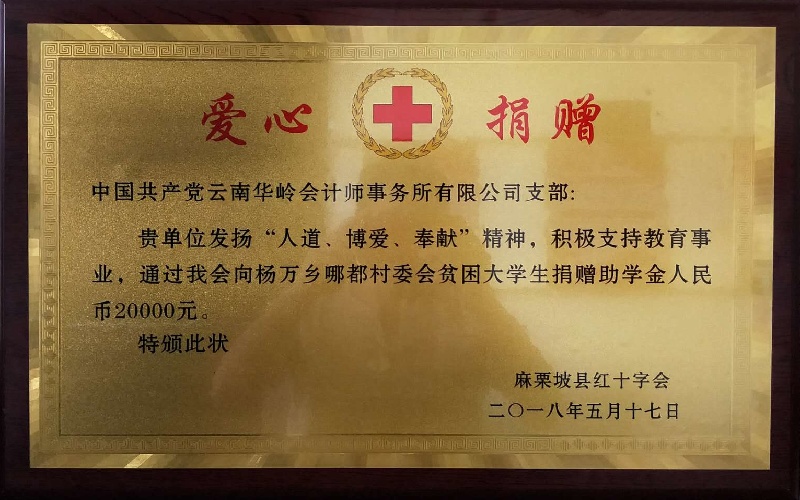 爱心 捐赠
中国共产党云南华岭会计师事务所有限公司支部：
贵单位发扬“人道、博爱、奉献”精神，积极支持教育事
业，通过我会向杨万乡哪都村委会贫困大学生捐赠助学金人民
币20000元。
特颁此状
麻栗坡县红十字会
二〇一八年五月十七日